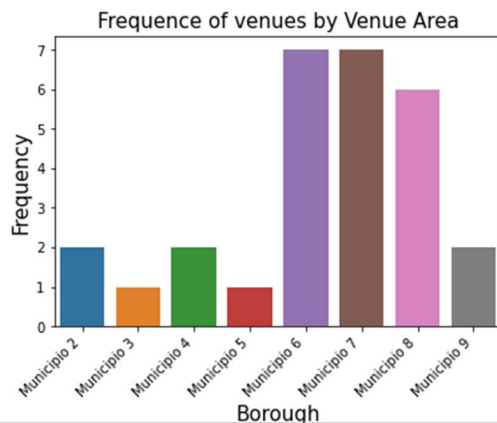 Frequence of venues by Venue Area
Frequency
7
6
5
4
3
2
1
0
Municipio 2
Municipio 3
Municipio 4
Municipio 5
Municipio 6
Municipio 7
Municipio 8
Municipio 9
Borough